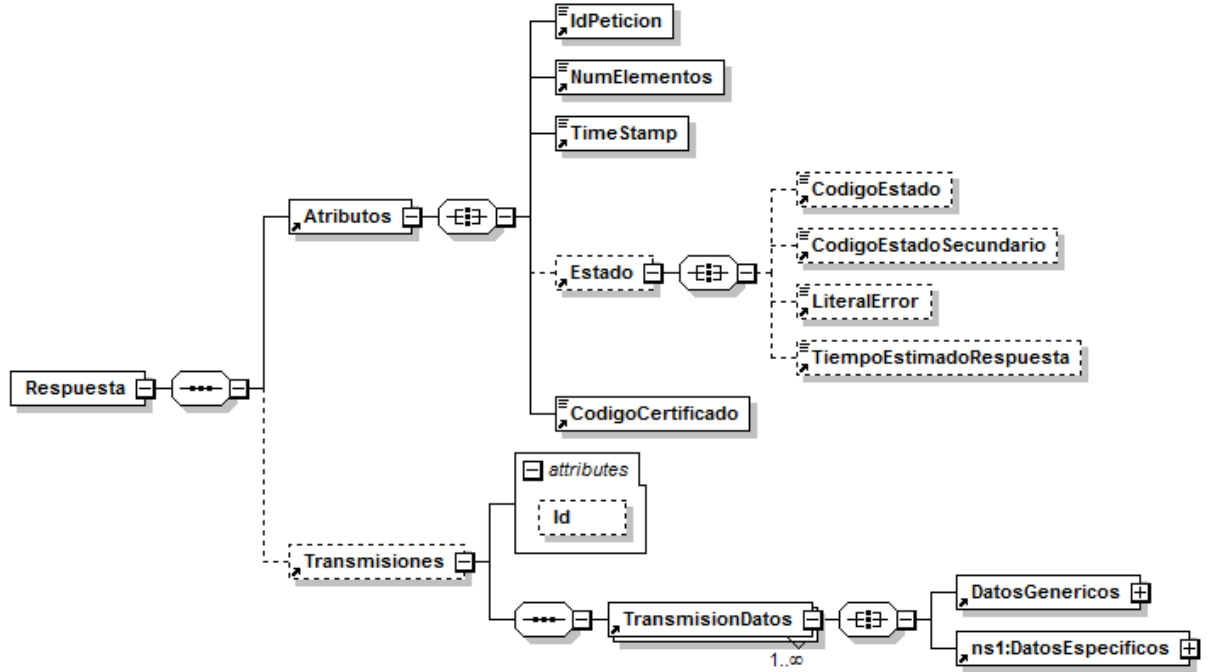 IdPeticion
NumElementos
TimeStamp
CodigoEstado
Atributos
CodigoEstadoSecundario
Estado
LiteralError
TiempoEstimadoRespuesta
Respuesta
CodigoCertificado
attributes
Id
Transmisiones
DatosGenericos
TransmisionDatos
ns1:DatosEspecificos
1..∞